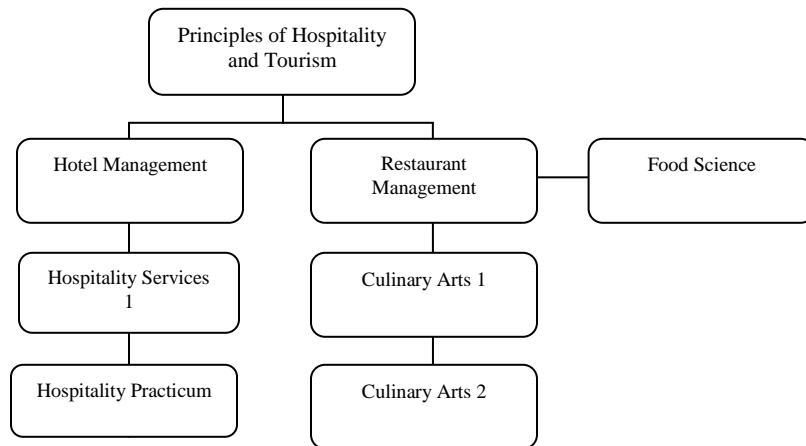 Principles of Hospitality
and Tourism
Hotel Management
Restaurant
Management
Food Science
Hospitality Services
1
Culinary Arts 1
Hospitality Practicum
Culinary Arts 2